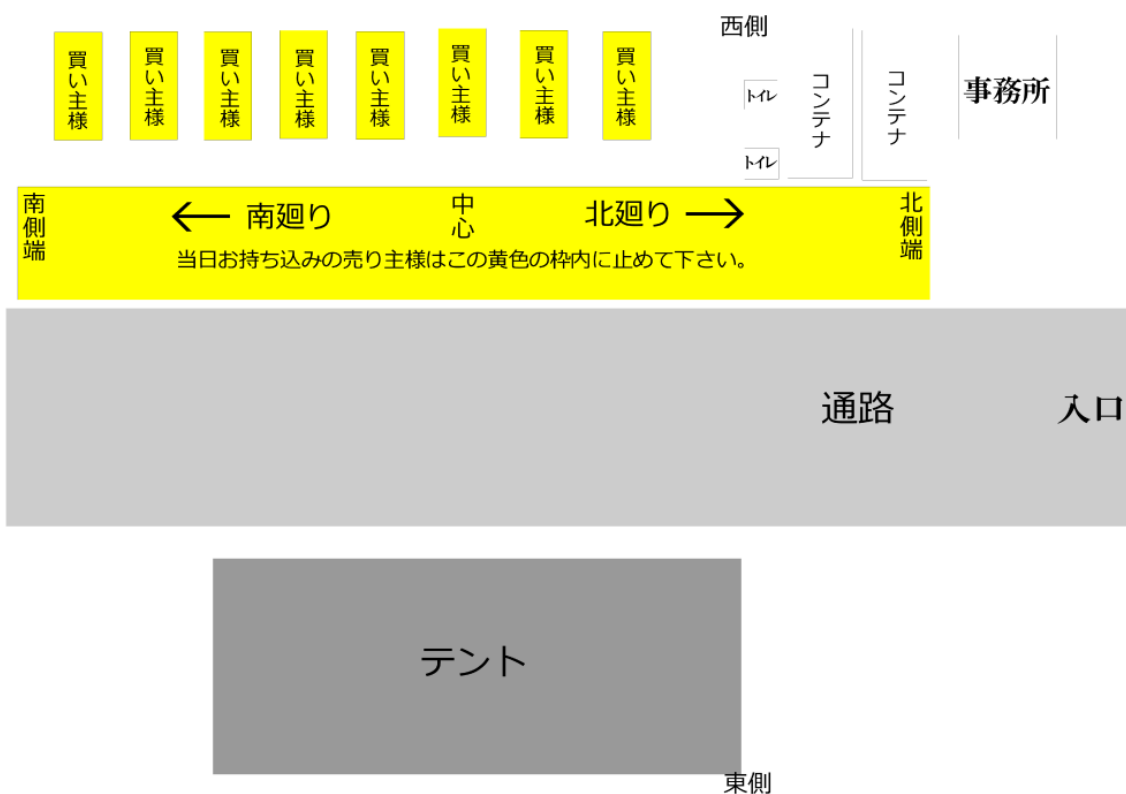 西側
買い主様
買い主様
買い主様
買い主様
買い主様
買い主様
買い主様
買い主様
トイレ
トイレ
コンテナ
コンテナ
事務所
南側端
← 南廻り
中心
北廻り →
北側端
当日お持ち込みの売り主様はこの黄色の枠内に止めて下さい。
通路
入口
テント
東側